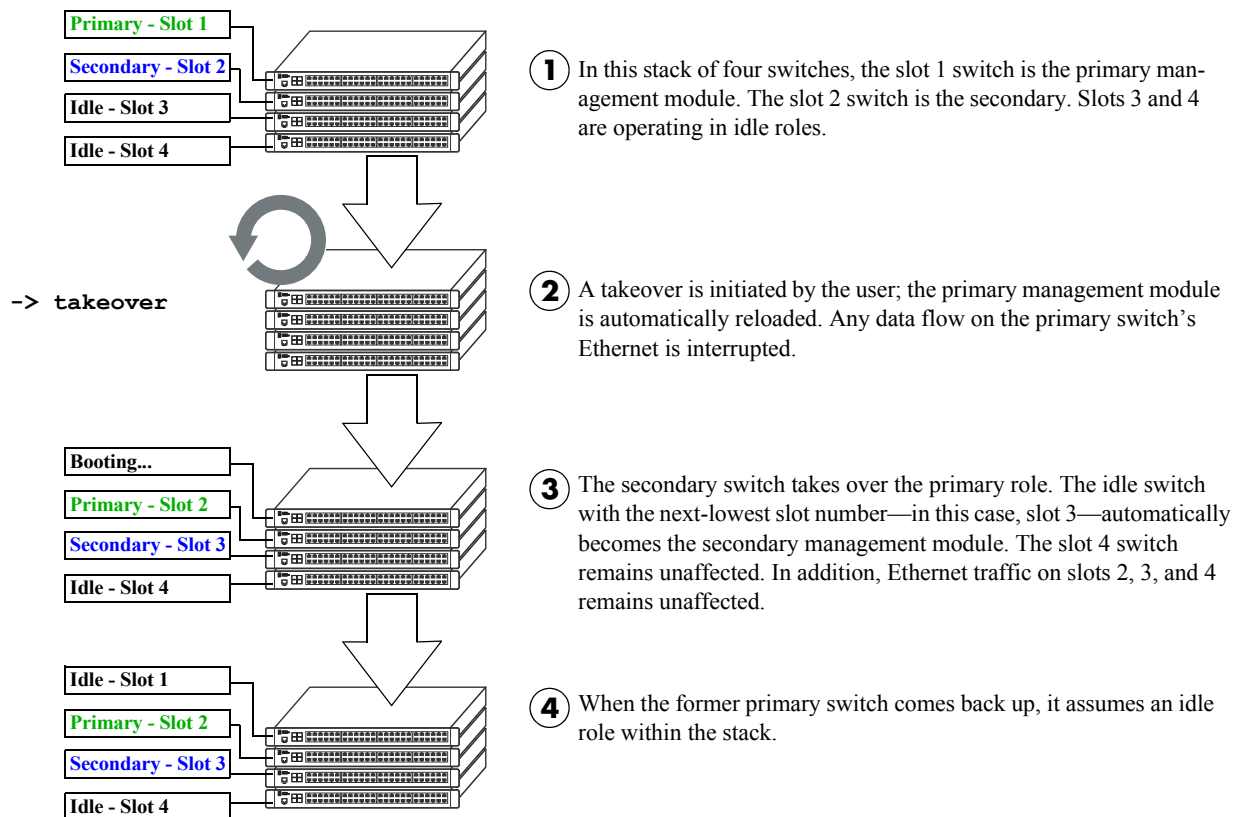 Primary - Slot 1
Secondary - Slot 2
Idle - Slot 3
Idle - Slot 4
1 In this stack of four switches, the slot 1 switch is the primary man-
agement module. The slot 2 switch is the secondary. Slots 3 and 4
are operating in idle roles.
-> takeover
2 A takeover is initiated by the user; the primary management module
is automatically reloaded. Any data flow on the primary switch’s
Ethernet is interrupted.
Booting...
Primary - Slot 2
Secondary - Slot 3
Idle - Slot 4
3 The secondary switch takes over the primary role. The idle switch
with the next-lowest slot number—in this case, slot 3—automatically
becomes the secondary management module. The slot 4 switch
remains unaffected. In addition, Ethernet traffic on slots 2, 3, and 4
remains unaffected.
Idle - Slot 1
Primary - Slot 2
Secondary - Slot 3
Idle - Slot 4
4 When the former primary switch comes back up, it assumes an idle
role within the stack.